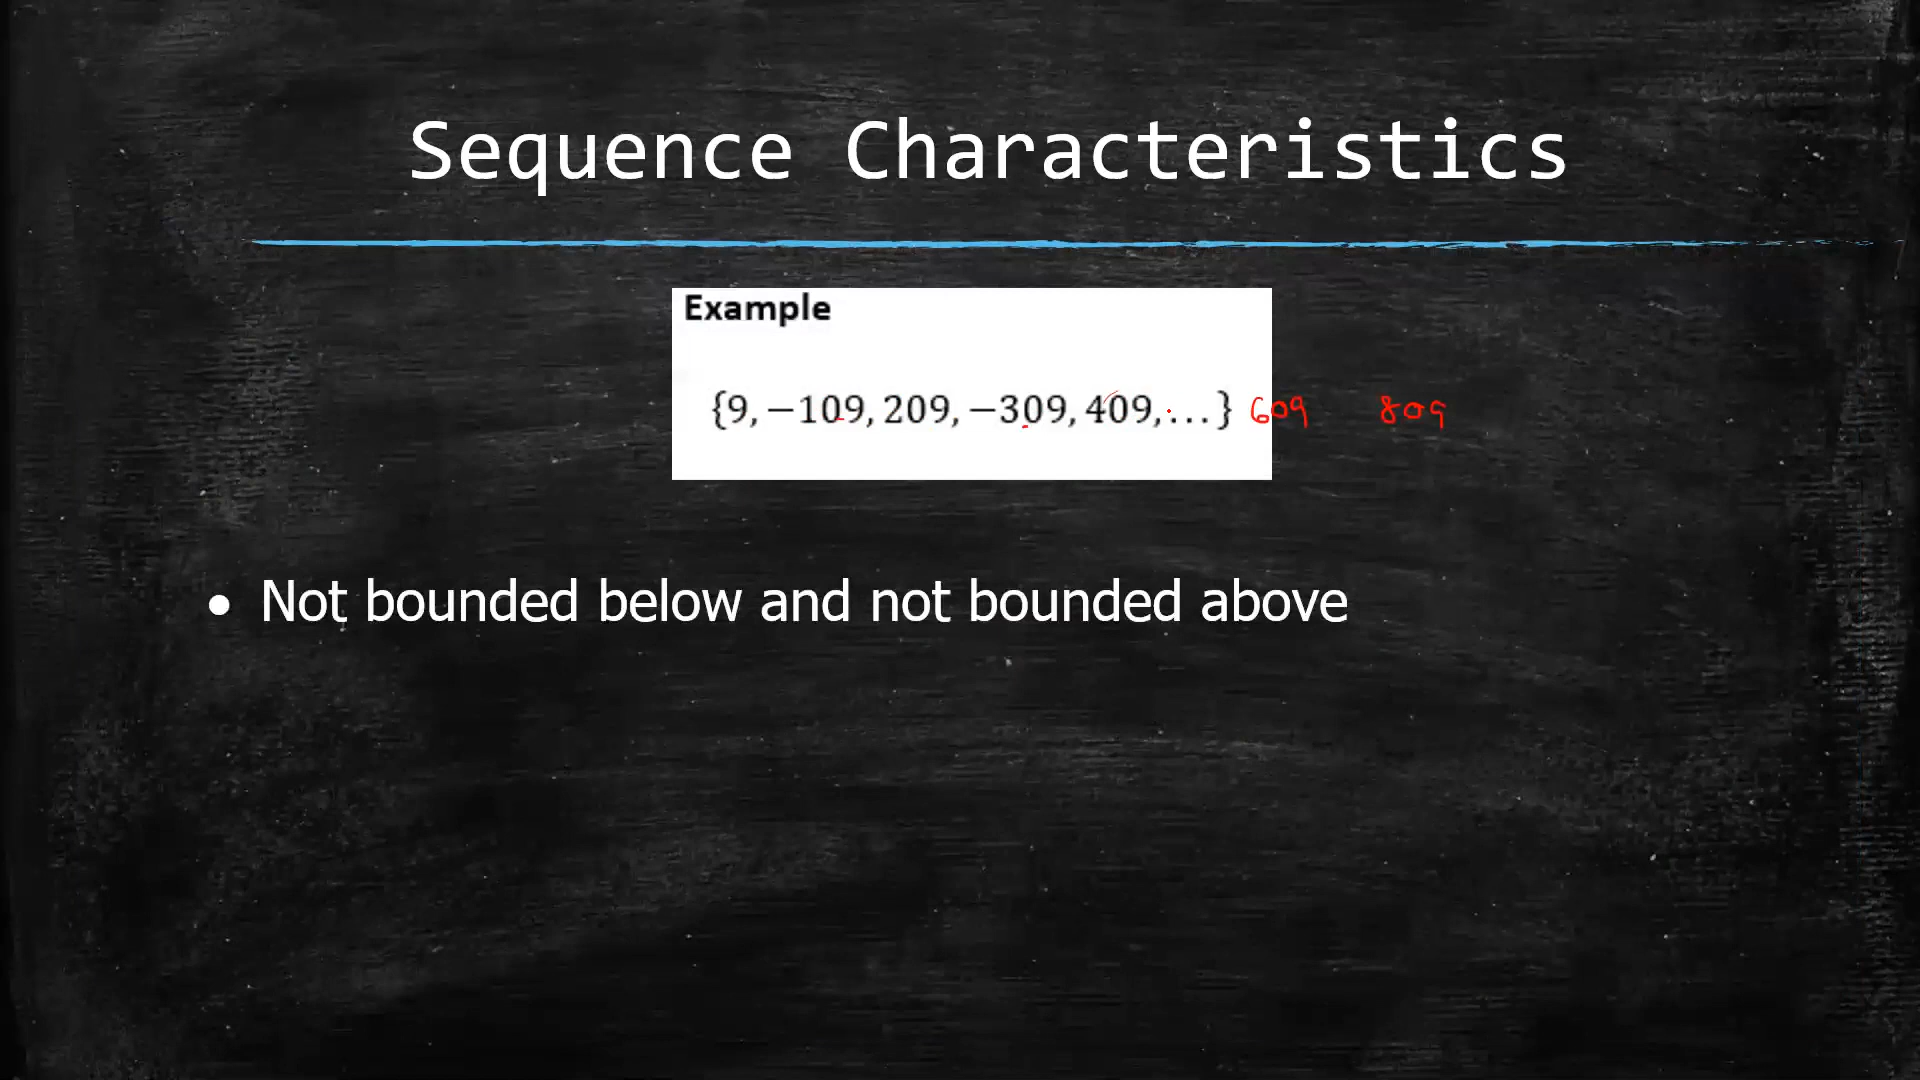 Sequence Characteristics
Example
{9, −109, 209, −309, 409, …} 609 809
• Not bounded below and not bounded above